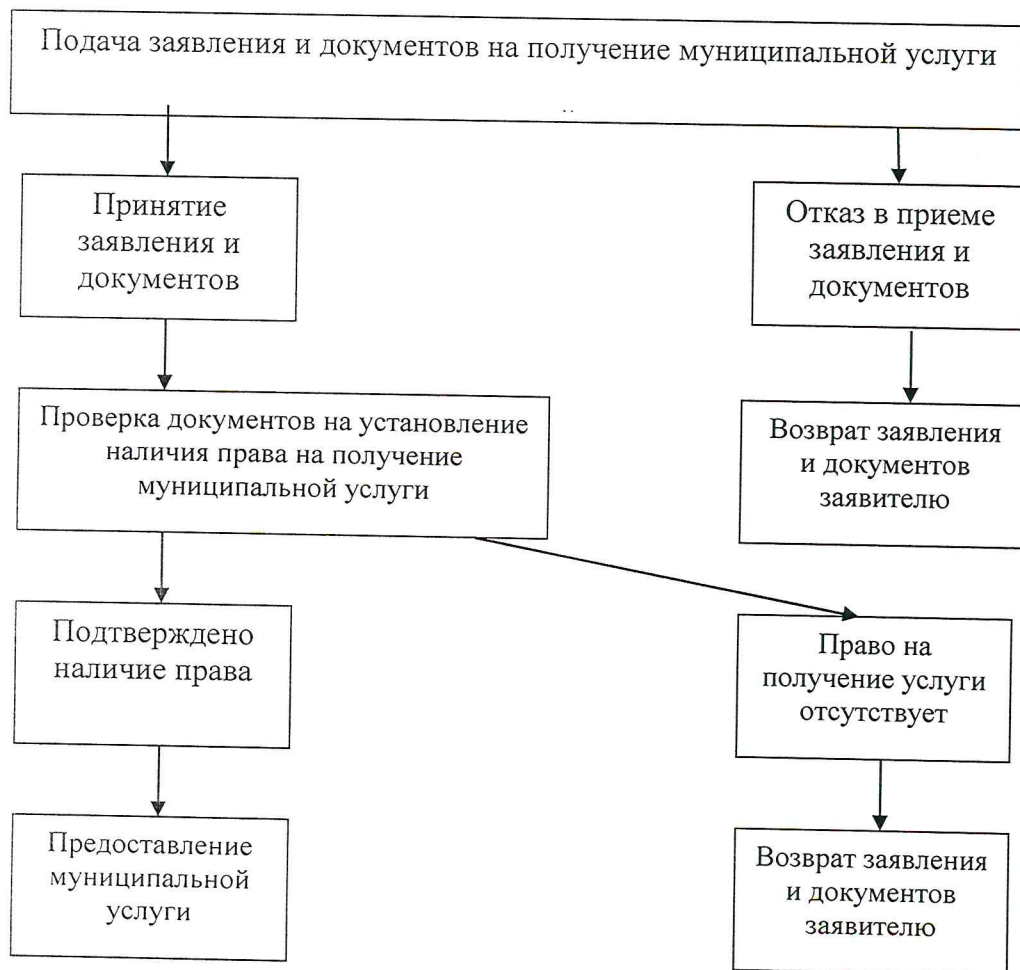 Подача заявления и документов на получение муниципальной услуги
Принятие
заявления и
документов
Отказ в приеме
заявления и
документов
Проверка документов на установление
наличия права на получение
муниципальной услуги
Возврат заявления
и документов
заявителю
Подтверждено
наличие права
Право на
получение услуги
отсутствует
Предоставление
муниципальной
услуги
Возврат заявления
и документов
заявителю